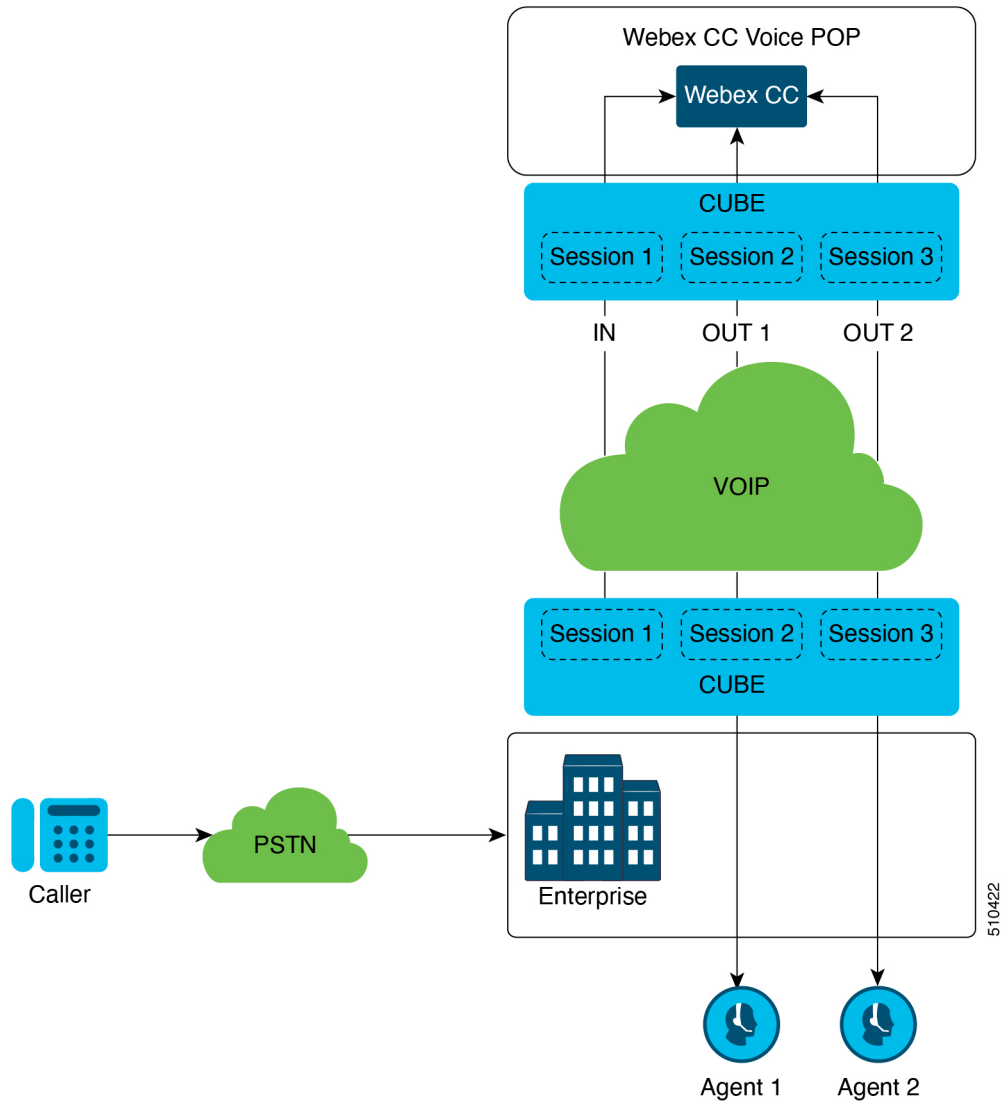 Webex CC Voice POP
Webex CC
CUBE
Session 1
Session 2
Session 3
IN
OUT 1
OUT 2
VOIP
Session 1
Session 2
Session 3
CUBE
Caller
PSTN
Enterprise
510422
Agent 1
Agent 2